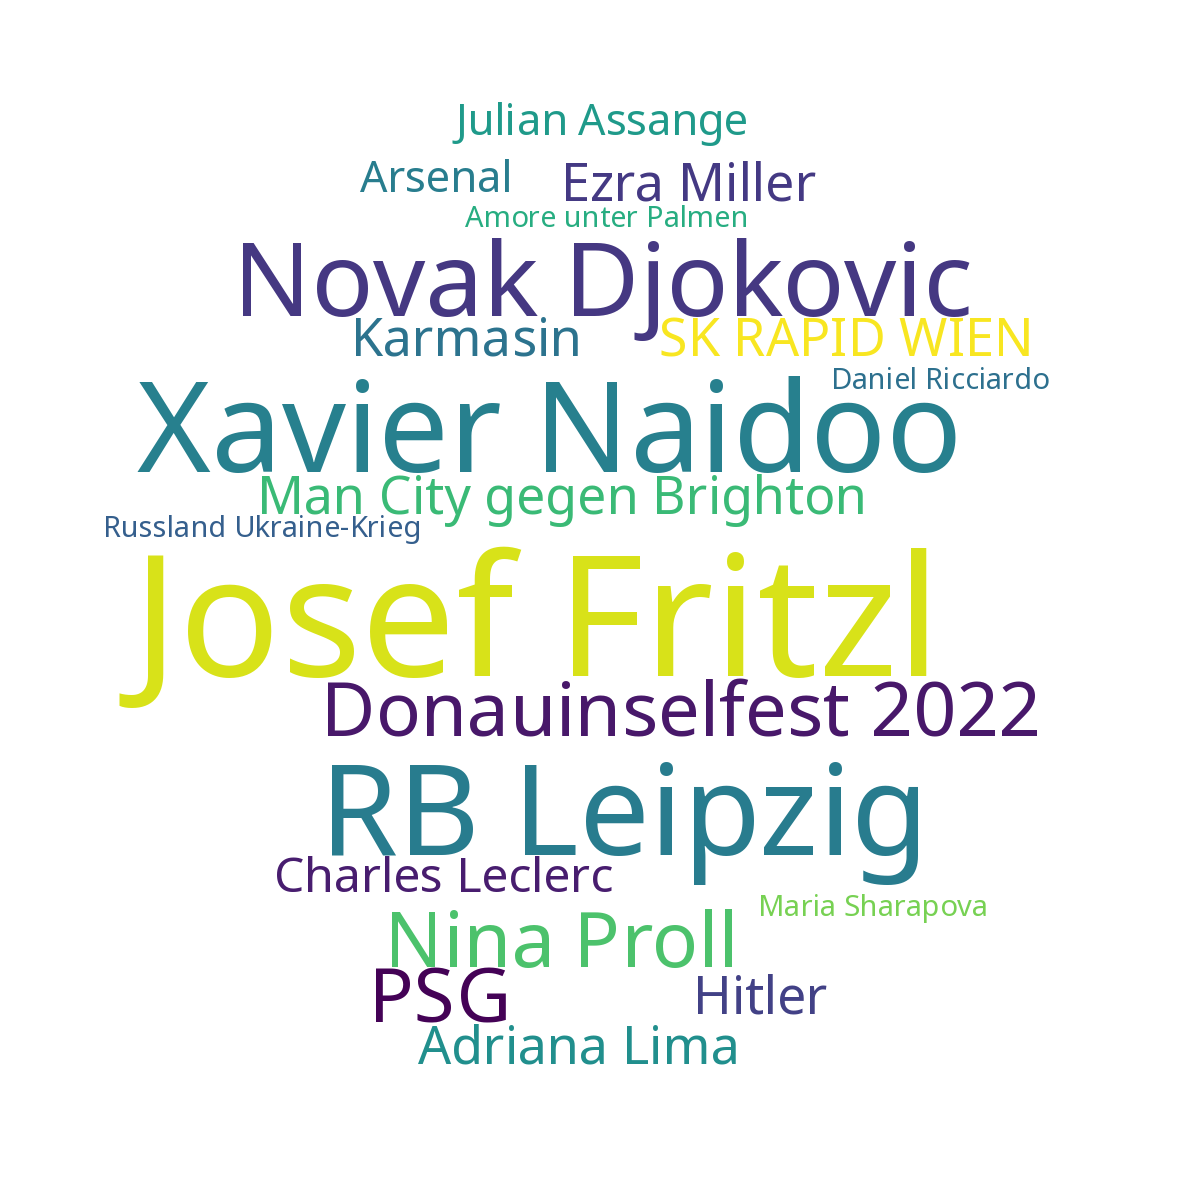 Julian Assange
Arsenal
Ezra Miller
Amore unter Palmen
Novak Djokovic
Karmasin
SK RAPID WIEN
Daniel Ricciardo
Xavier Naidoo
Man City gegen Brighton
Russland Ukraine-Krieg
Josef Fritzl
Donauinselfest 2022
RB Leipzig
Charles Leclerc
Maria Sharapova
Nina Proll
PSG
Hitler
Adriana Lima